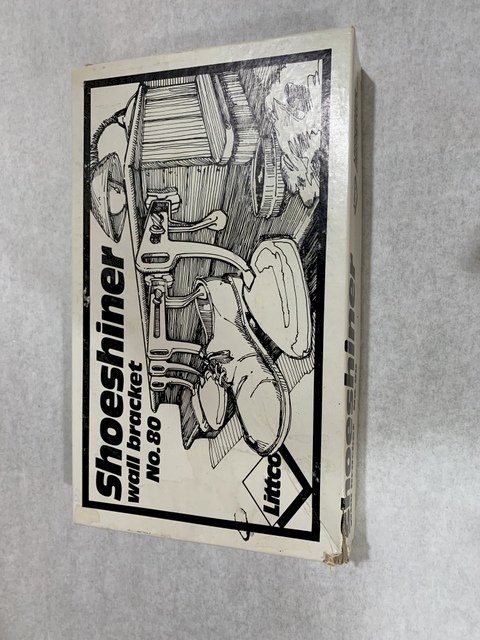 Shoeshiner
wall bracket
No. 80
Littco
Shoeshiner